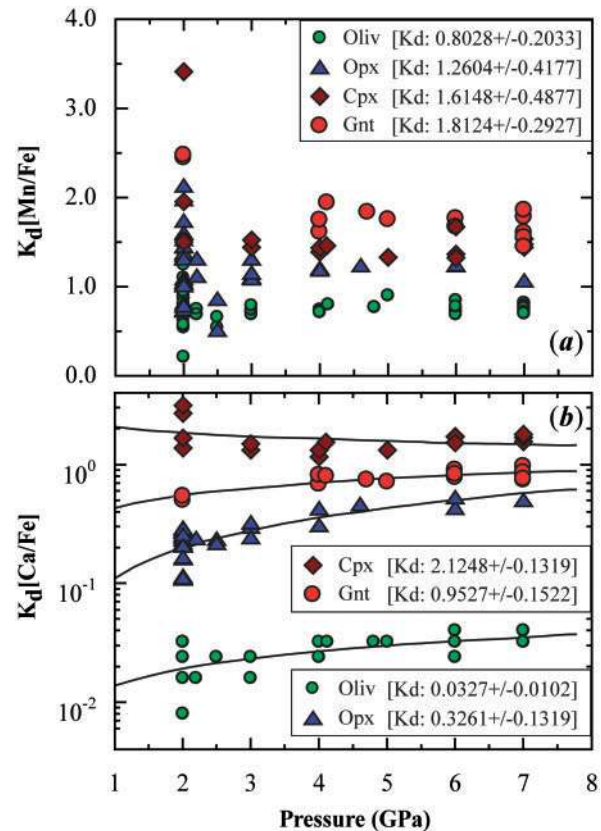 4.0
3.0
2.0
1.0
0.0
K_d[Mn/Fe]
Oliv [Kd: 0.8028+/-0.2033]
Opx [Kd: 1.2604+/-0.4177]
Cpx [Kd: 1.6148+/-0.4877]
Gnt [Kd: 1.8124+/-0.2927]
(a)
(b)
10^0
10^-1
10^-2
K_d[Ca/Fe]
Cpx [Kd: 2.1248+/-0.1319]
Gnt [Kd: 0.9527+/-0.1522]
Oliv [Kd: 0.0327+/-0.0102]
Opx [Kd: 0.3261+/-0.1319]
1 2 3 4 5 6 7 8
Pressure (GPa)